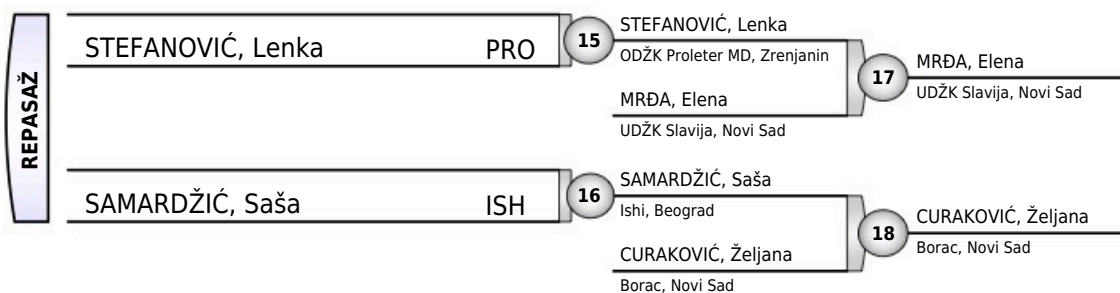 REPASAŽ
STEFANOVIĆ, Lenka PRO
15
STEFANOVIĆ, Lenka
ODŽK Proleter MD, Zrenjanin
MRĐA, Elena
UDŽK Slavija, Novi Sad
17
MRĐA, Elena
UDŽK Slavija, Novi Sad
SAMARDŽIĆ, Saša ISH
16
SAMARDŽIĆ, Saša
Ishi, Beograd
CURAKOVIĆ, Željana
Borac, Novi Sad
18
CURAKOVIĆ, Željana
Borac, Novi Sad